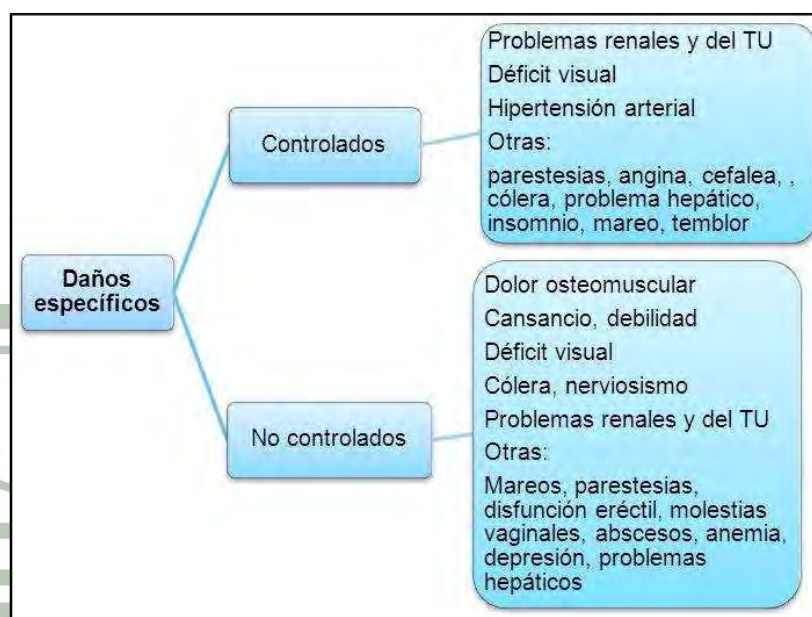 Problemas renales y del TU
Déficit visual
Hipertensión arterial
Otras:
parestesias, angina, cefalea, ,
cólera, problema hepático,
insomnio, mareo, temblor
Controlados
Daños
específicos
No controlados
Dolor osteomuscular
Cansancio, debilidad
Déficit visual
Cólera, nerviosismo
Problemas renales y del TU
Otras:
Mareos, parestesias,
disfunción eréctil, molestias
vaginales, abscesos, anemia,
depresión, problemas
hepáticos